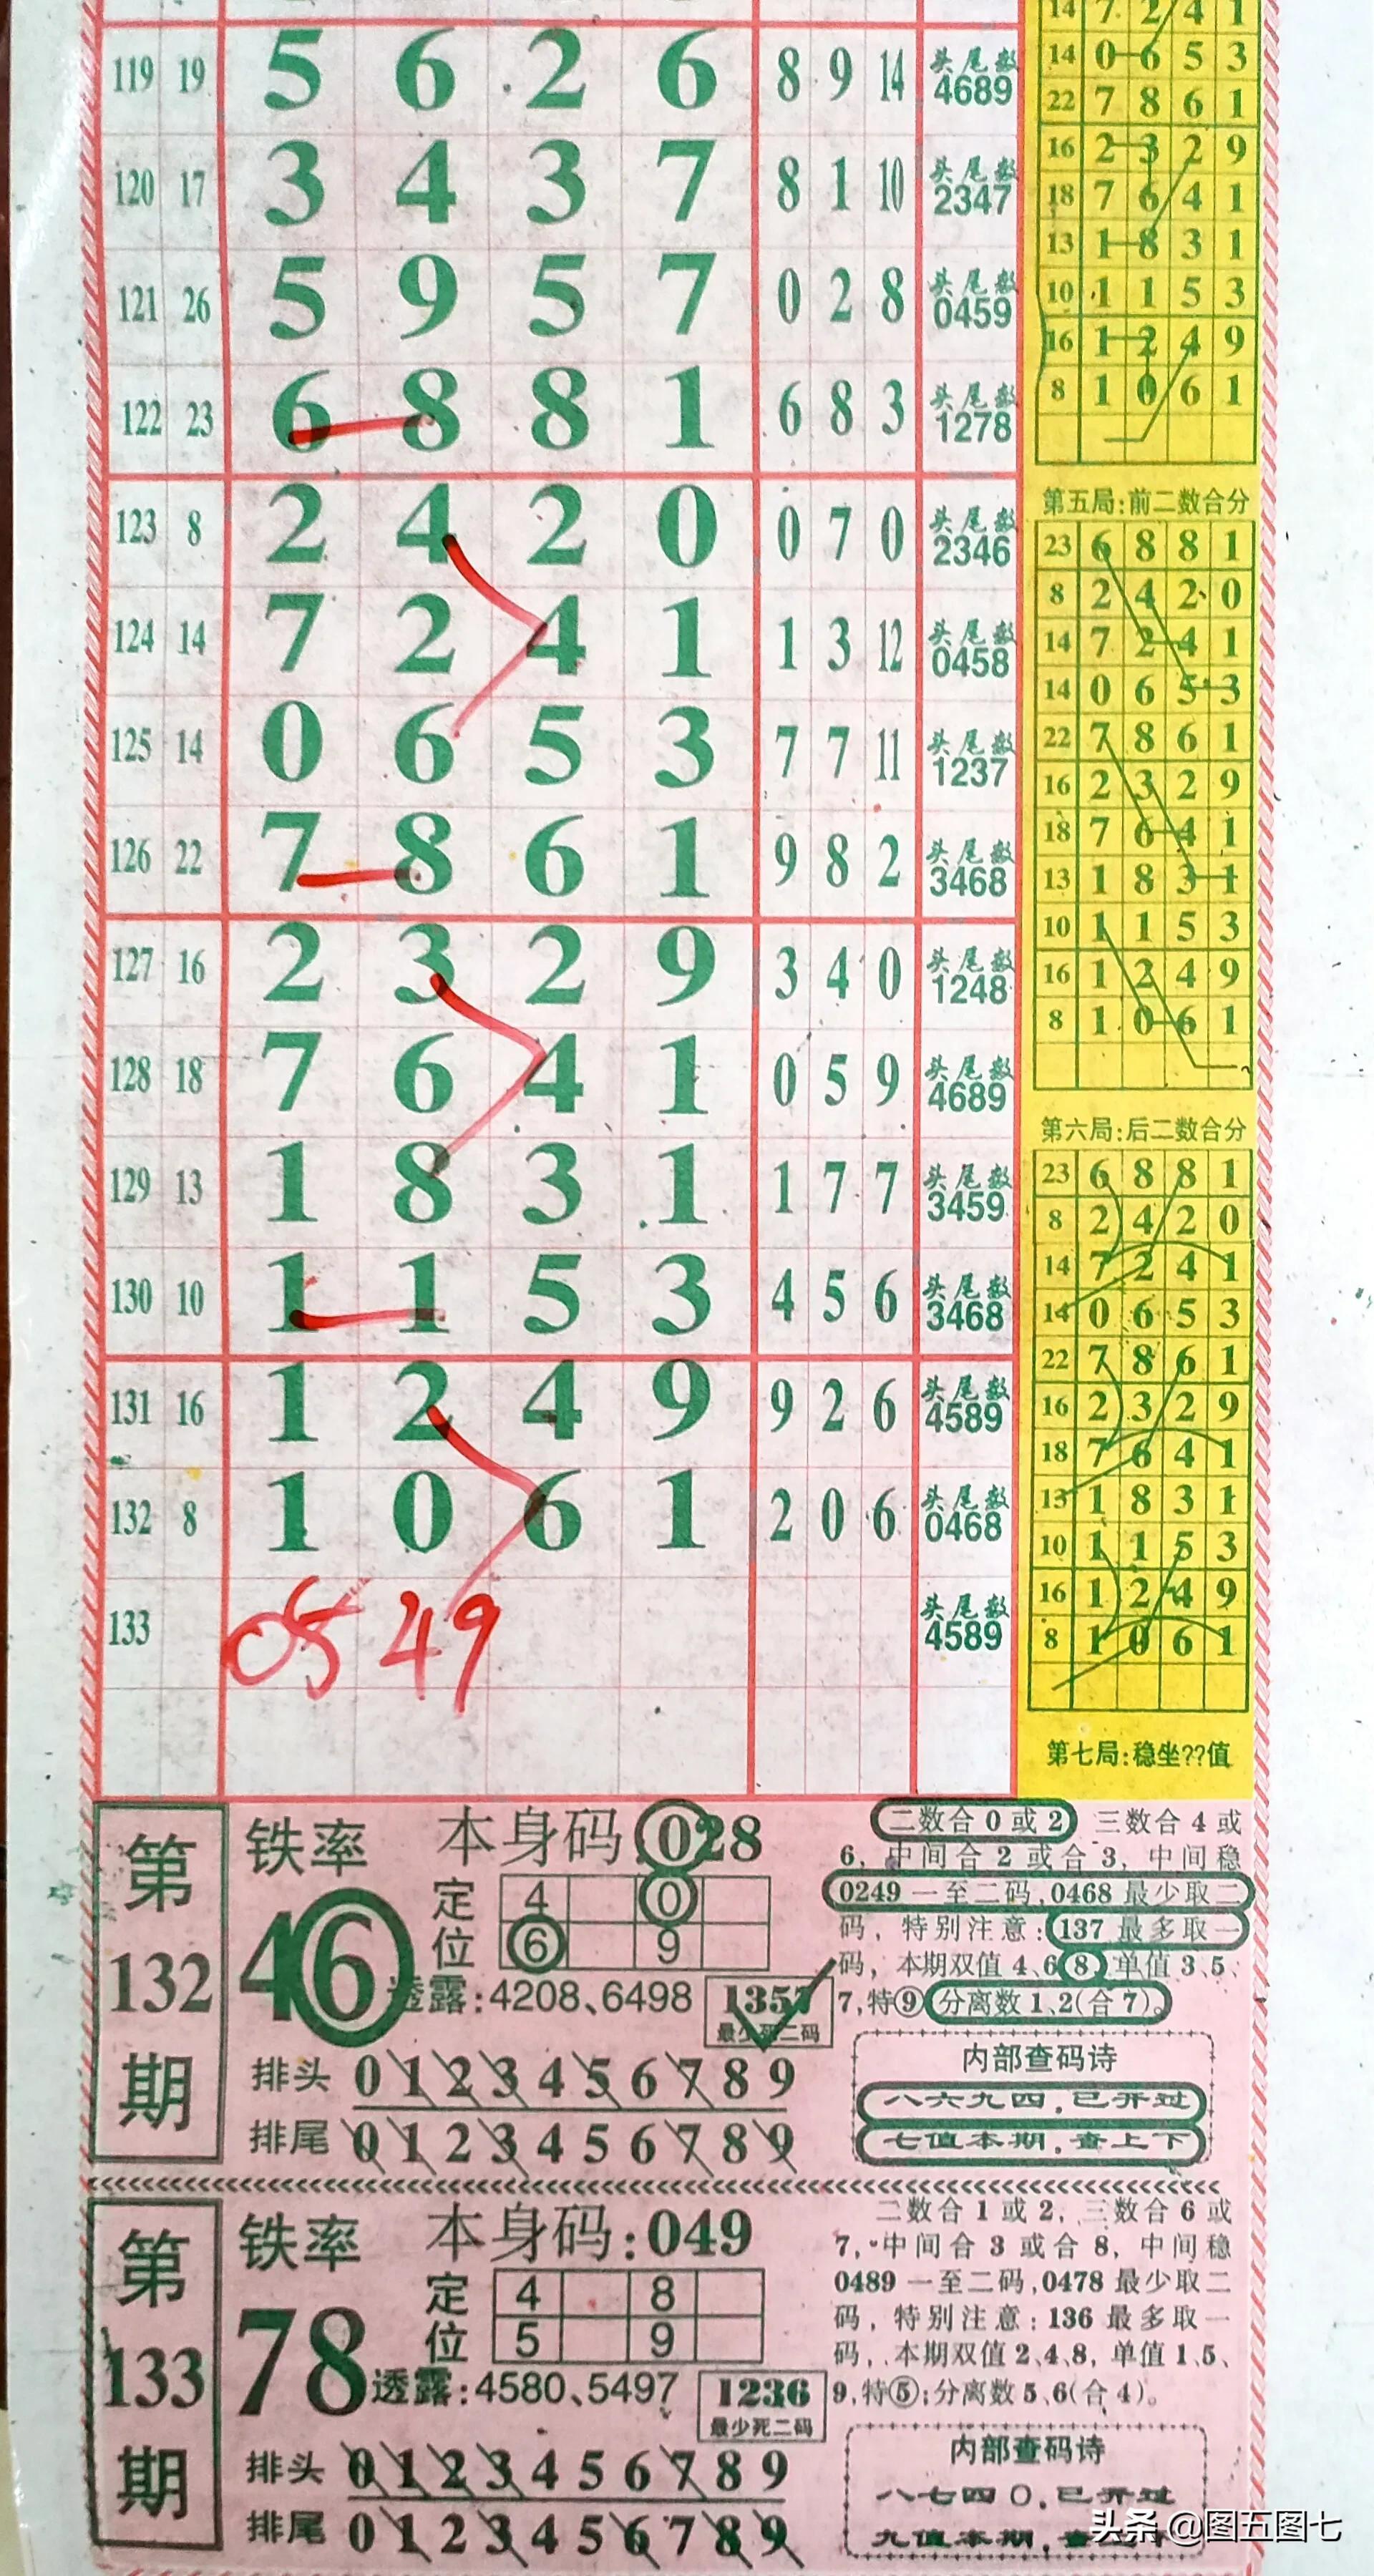 119 19 5 6 2 6 8 9 14 头尾数 4689
120 17 3 4 3 7 8 1 10 头尾数 2347
121 26 5 9 5 7 0 2 8 头尾数 0459
122 23 6 8 8 1 6 8 3 头尾数 1278
123 8 2 4 2 0 0 7 0 头尾数 2346
124 14 7 2 4 1 1 3 12 头尾数 0458
125 14 0 6 5 3 7 7 11 头尾数 1237
126 22 7 8 6 1 9 8 2 头尾数 3468
127 16 2 3 2 9 3 4 0 头尾数 1248
128 18 7 6 4 1 0 5 9 头尾数 4689
129 13 1 8 3 1 1 7 7 头尾数 3459
130 10 1 1 5 3 4 5 6 头尾数 3468
131 16 1 2 4 9 9 2 6 头尾数 4589
132 8 1 0 6 1 2 0 6 头尾数 0468
133 05 49 头尾数 4589
14 7 2 4 1
14 0 6 5 3
22 7 8 6 1
16 2 3 2 9
18 7 6 4 1
13 1 8 3 1
10 1 1 5 3
16 1 2 4 9
8 1 0 6 1
第五局:前二数合分
23 6 8 8 1
8 2 4 2 0
14 7 2 4 1
14 0 6 5 3
22 7 8 6 1
16 2 3 2 9
18 7 6 4 1
13 1 8 3 1
10 1 1 5 3
16 1 2 4 9
8 1 0 6 1
第六局:后二数合分
23 6 8 8 1
8 2 4 2 0
14 7 2 4 1
14 0 6 5 3
22 7 8 6 1
16 2 3 2 9
18 7 6 4 1
13 1 8 3 1
10 1 1 5 3
16 1 2 4 9
8 1 0 6 1
第七局:稳坐??值
第132期
铁率 46
本身码:028
定位
4 0
6 9
透露:4208、6498
1357
最少死二码
排头 0 1 2 3 4 5 6 7 8 9
排尾 0 1 2 3 4 5 6 7 8 9
二数合0或2 三数合4或
6,中间合2或合3,中间稳
0249一至二码,0468最少取二
码,特别注意:137最多取一
码,本期双值4、6、8,单值3、5、
7,特⑨分离数1、2(合7)。
内部查码诗
八六九四,已开过
七值本期,查上下
第133期
铁率 78
本身码:049
定位
4 8
5 9
透露:4580、5497
1236
最少死二码
排头 0 1 2 3 4 5 6 7 8 9
排尾 0 1 2 3 4 5 6 7 8 9
二数合1或2,三数合6或
7,中间合3或合8,中间稳
0489一至二码,0478最少取二
码,特别注意:136最多取一
码,本期双值2、4、8,单值1、5、
9,特⑤;分离数5、6(合4)。
内部查码诗
八七四〇,已开过
九值本期,查
头条 @图五图七